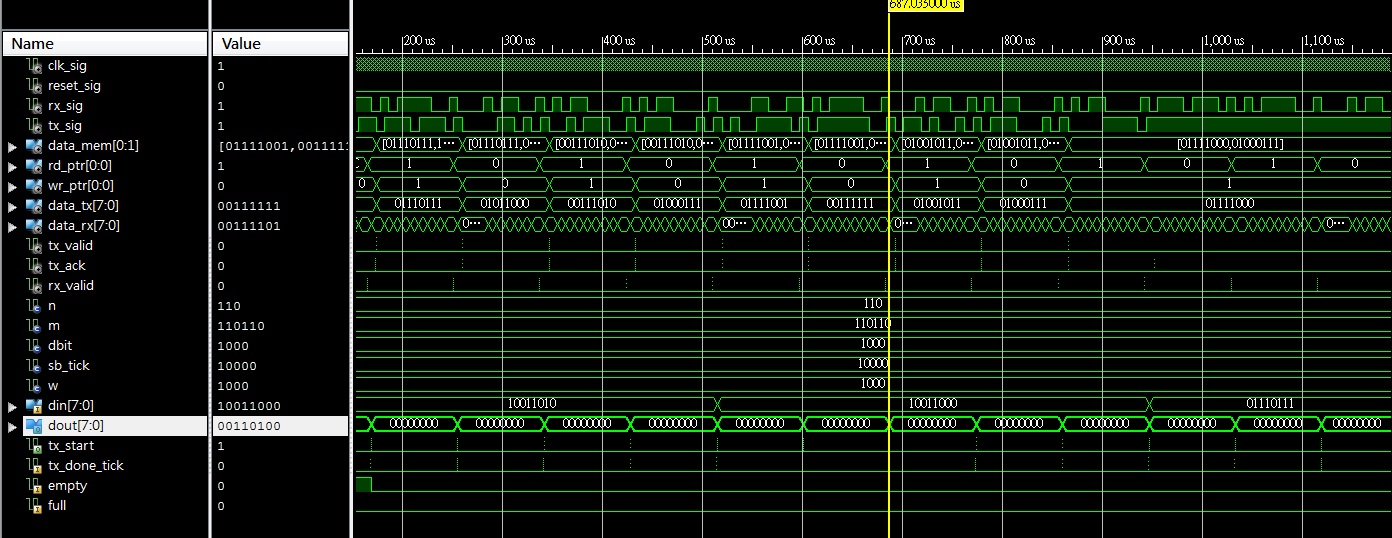 687.035000 us
Name Value
200 us 300 us 400 us 500 us 600 us 700 us 800 us 900 us 1,000 us 1,100 us
clk_sig 1
reset_sig 0
rx_sig 1
tx_sig 1
data_mem[0:1] [01111001,001111 [01110111,1··· [01110111,0··· [00111010,0··· [00111010,0··· [01111001,0··· [01111001,0··· [01001011,0··· [01001011,0··· [01111000,01000111]
rd_ptr[0:0] 1 1 0 1 0 1 0 1 0 1 0 1 0
wr_ptr[0:0] 0 0 1 0 1 0 1 0 1 0 1
data_tx[7:0] 00111111 01110111 01011000 00111010 01000111 01111001 00111111 01001011 01000111 01111000
data_rx[7:0] 00111101 0··· 00··· 0··· 0···
tx_valid 0
tx_ack 0
rx_valid 0
n 110 110
m 110110 110110
dbit 1000 1000
sb_tick 10000 10000
w 1000 1000
din[7:0] 10011000 10011010 10011000 01110111
dout[7:0] 00110100 00000000 00000000 00000000 00000000 00000000 00000000 00000000 00000000 00000000 00000000 00000000 00000000
tx_start 1
tx_done_tick 0
empty 0
full 0